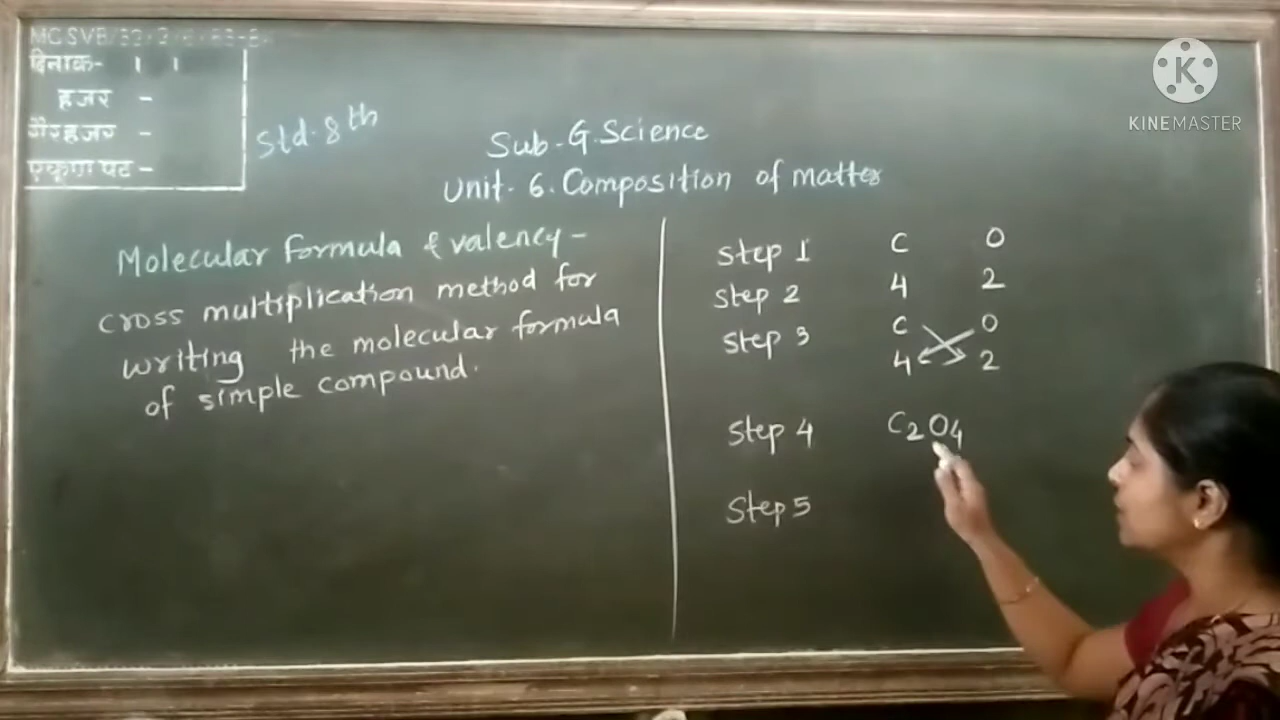 दिनांक-
हजर -
गैरहजर -
एकूण पट -
Std. 8th
Sub. G. Science
Unit. 6. Composition of matter
Molecular formula & valency -
cross multiplication method for
writing the molecular formula
of simple compound.
Step 1 C O
Step 2 4 2
Step 3 C O
4 2
Step 4 C2O4
Step 5
K
KINEMASTER